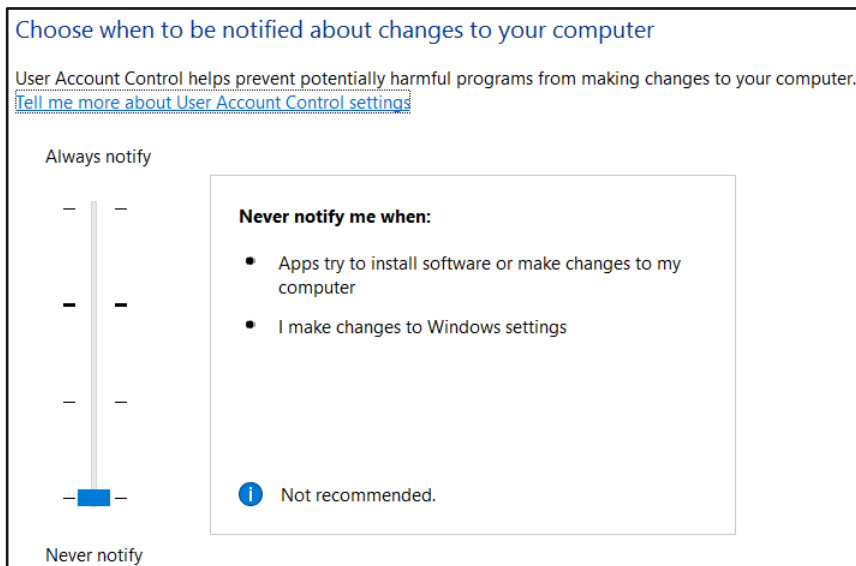 Choose when to be notified about changes to your computer
User Account Control helps prevent potentially harmful programs from making changes to your computer.
Tell me more about User Account Control settings
Always notify
Never notify me when:
• Apps try to install software or make changes to my
computer
• I make changes to Windows settings
Not recommended.
Never notify